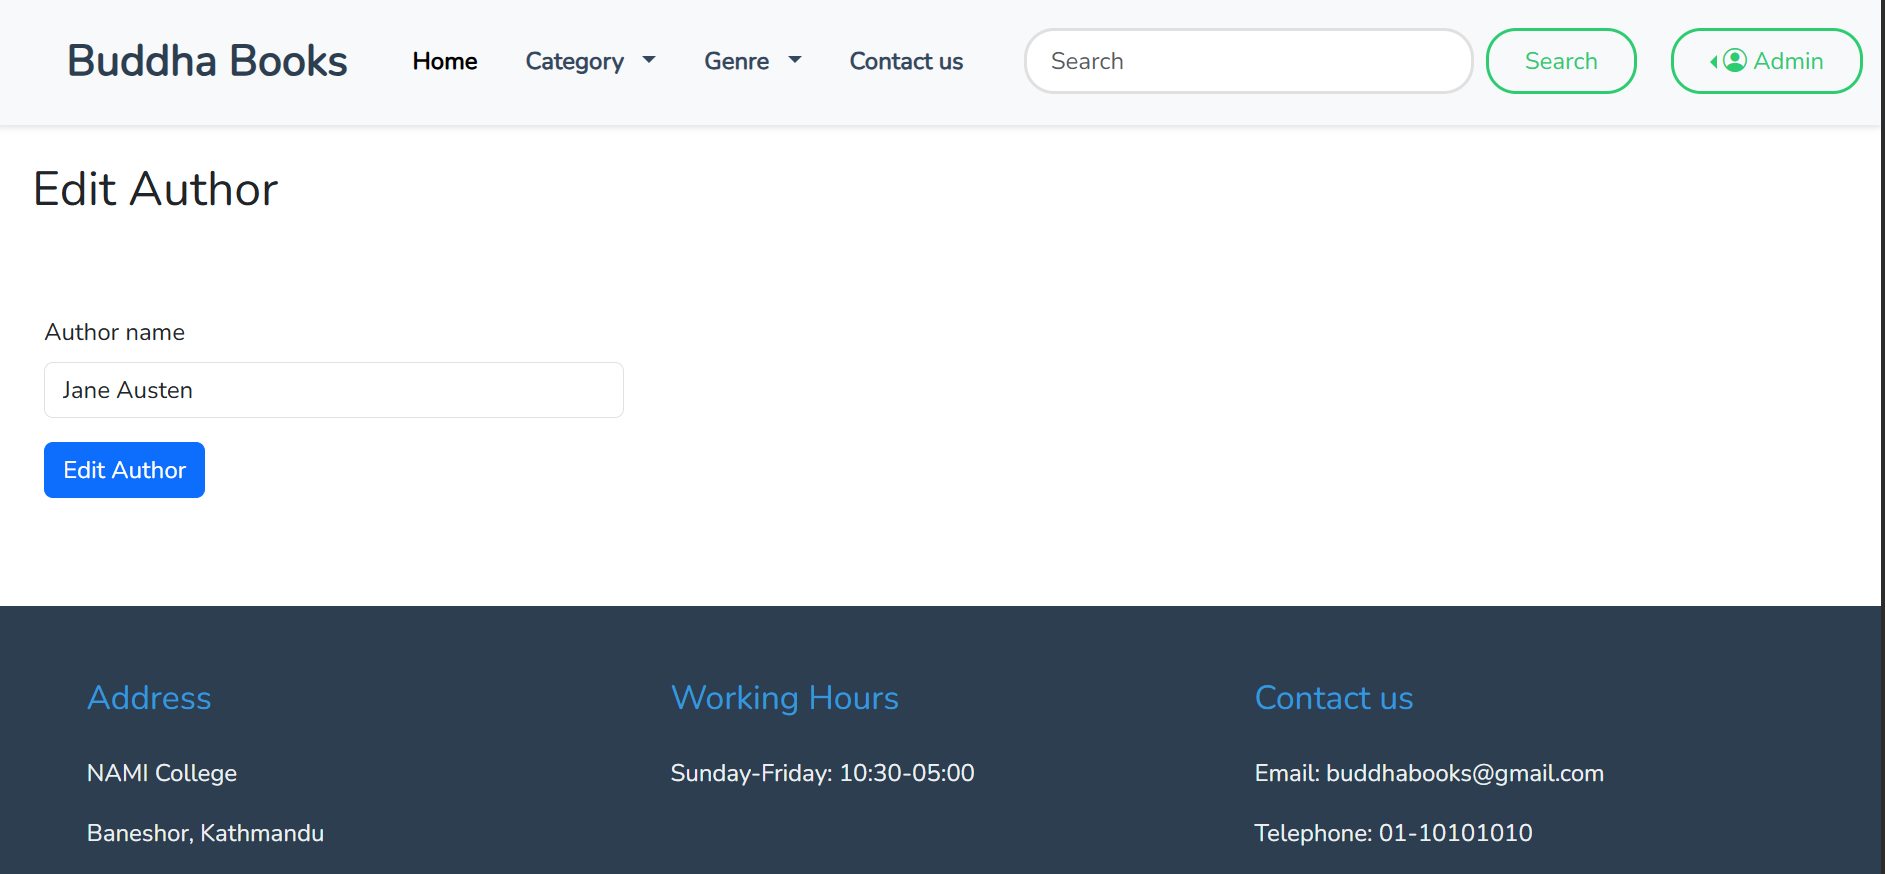 Buddha Books Home Category Genre Contact us Search Search Admin
Edit Author
Author name
Jane Austen
Edit Author
Address Working Hours Contact us
NAMI College Sunday-Friday: 10:30-05:00 Email: buddhabooks@gmail.com
Baneshor, Kathmandu Telephone: 01-10101010